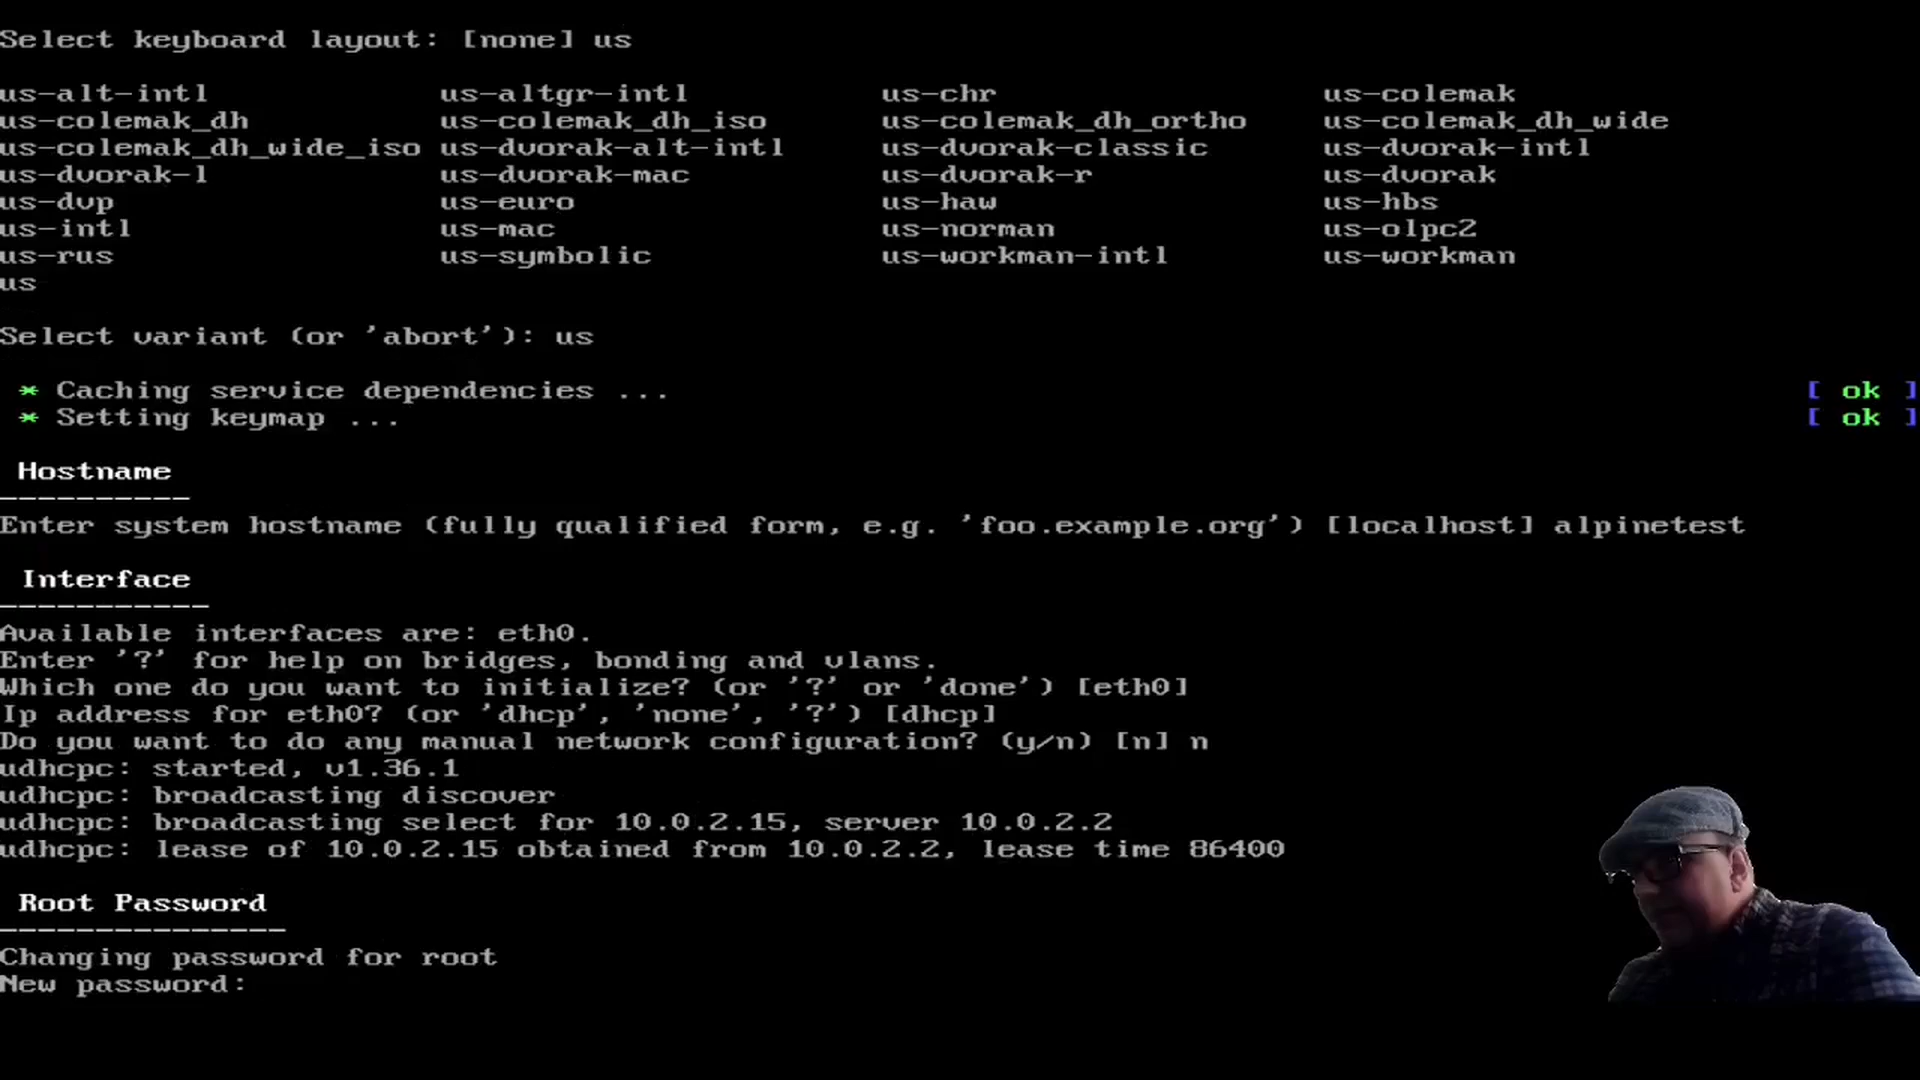 Select keyboard layout: [none] us
us-alt-intl us-altgr-intl us-chr us-colemak
us-colemak_dh us-colemak_dh_iso us-colemak_dh_ortho us-colemak_dh_wide
us-colemak_dh_wide_iso us-dvorak-alt-intl us-dvorak-classic us-dvorak-intl
us-dvorak-l us-dvorak-mac us-dvorak-r us-dvorak
us-dvp us-euro us-haw us-hbs
us-intl us-mac us-norman us-olpc2
us-rus us-symbolic us-workman-intl us-workman
us
Select variant (or 'abort'): us
* Caching service dependencies ... [ ok ]
* Setting keymap ... [ ok ]
Hostname
----------
Enter system hostname (fully qualified form, e.g. 'foo.example.org') [localhost] alpinetest
Interface
-----------
Available interfaces are: eth0.
Enter '?' for help on bridges, bonding and vlans.
Which one do you want to initialize? (or '?' or 'done') [eth0]
Ip address for eth0? (or 'dhcp', 'none', '?') [dhcp]
Do you want to do any manual network configuration? (y/n) [n] n
udhcpc: started, v1.36.1
udhcpc: broadcasting discover
udhcpc: broadcasting select for 10.0.2.15, server 10.0.2.2
udhcpc: lease of 10.0.2.15 obtained from 10.0.2.2, lease time 86400
Root Password
---------------
Changing password for root
New password: